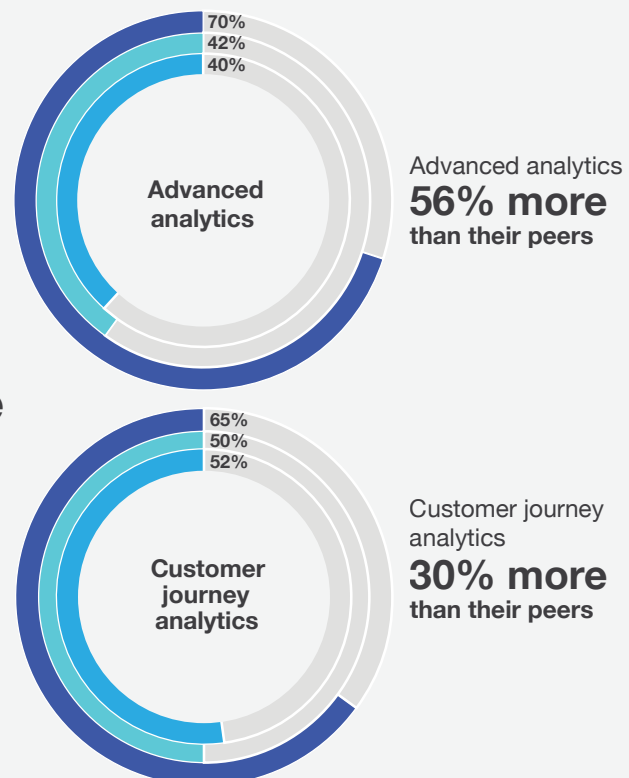 70%
42%
40%
Advanced
analytics
Advanced analytics
56% more
than their peers
e
65%
50%
52%
Customer
journey
analytics
Customer journey
analytics
30% more
than their peers